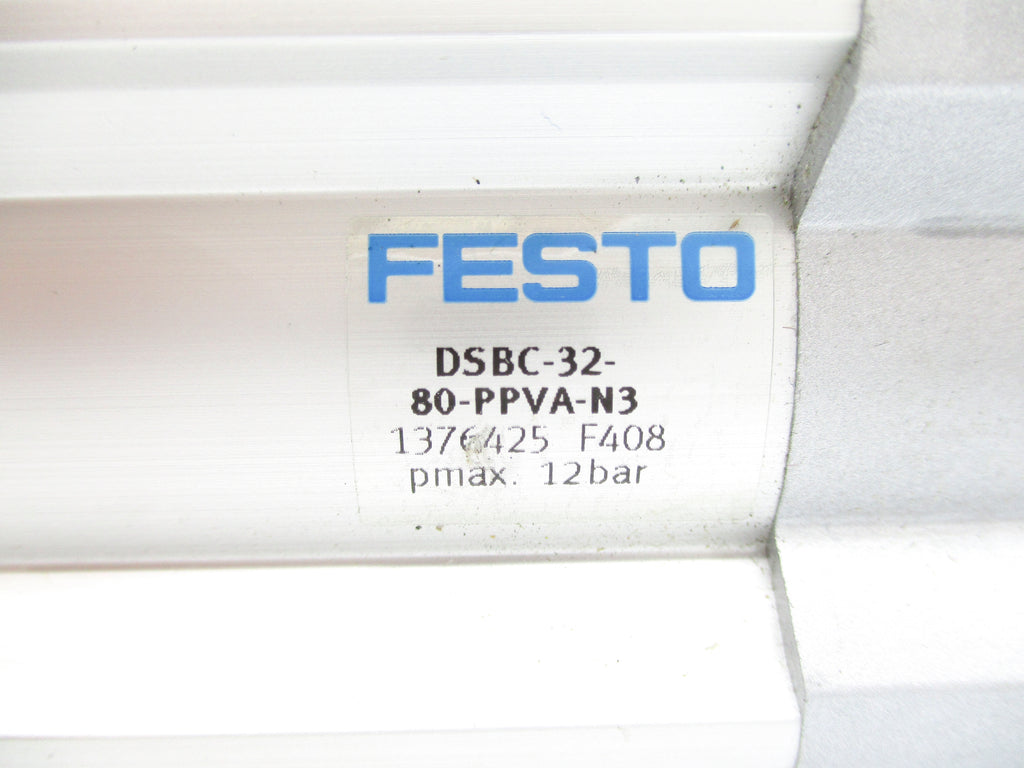 FESTO
DSBC-32-
80-PPVA-N3
1376425 F408
pmax. 12bar